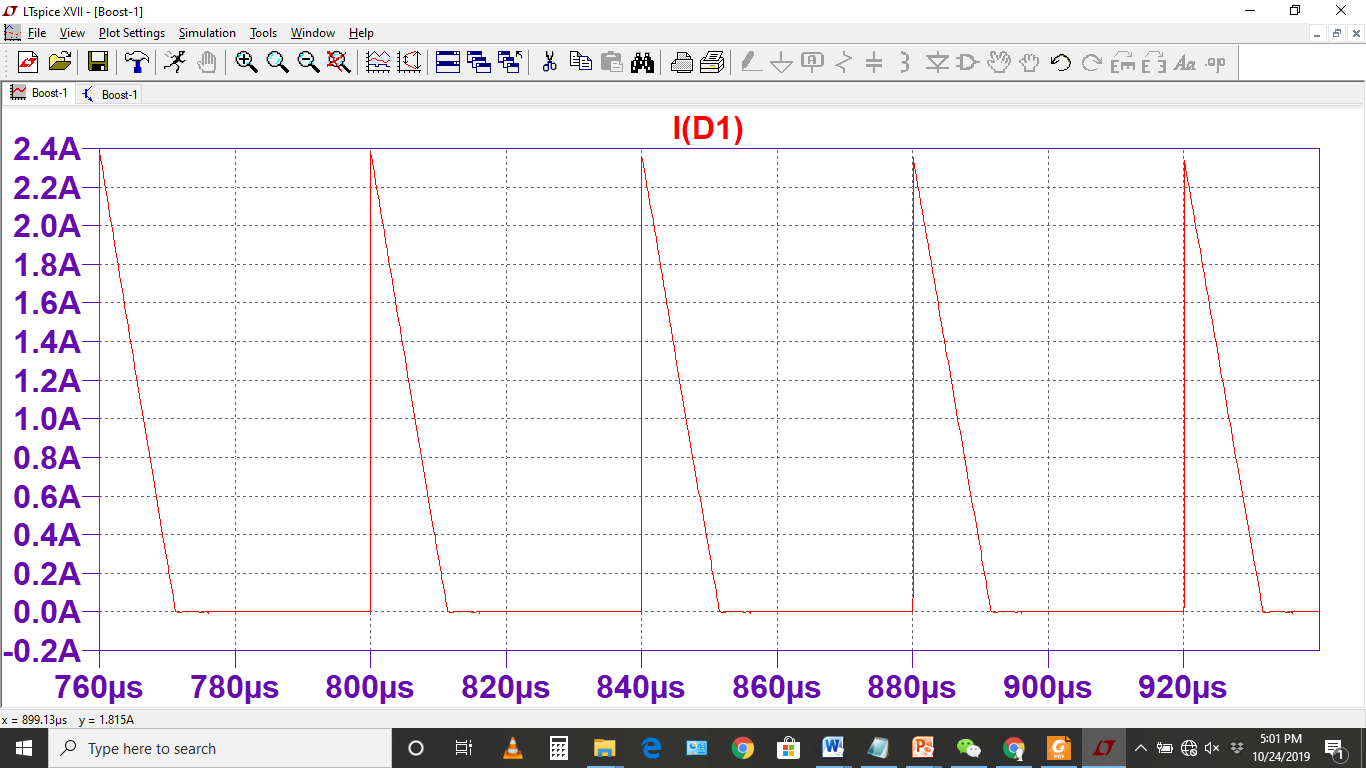 LTspice XVII - [Boost-1]
File View Plot Settings Simulation Tools Window Help
Boost-1 Boost-1
I(D1)
2.4A
2.2A
2.0A
1.8A
1.6A
1.4A
1.2A
1.0A
0.8A
0.6A
0.4A
0.2A
0.0A
-0.2A
760µs 780µs 800µs 820µs 840µs 860µs 880µs 900µs 920µs
x = 899.13µs y = 1.815A
Type here to search
5:01 PM
10/24/2019